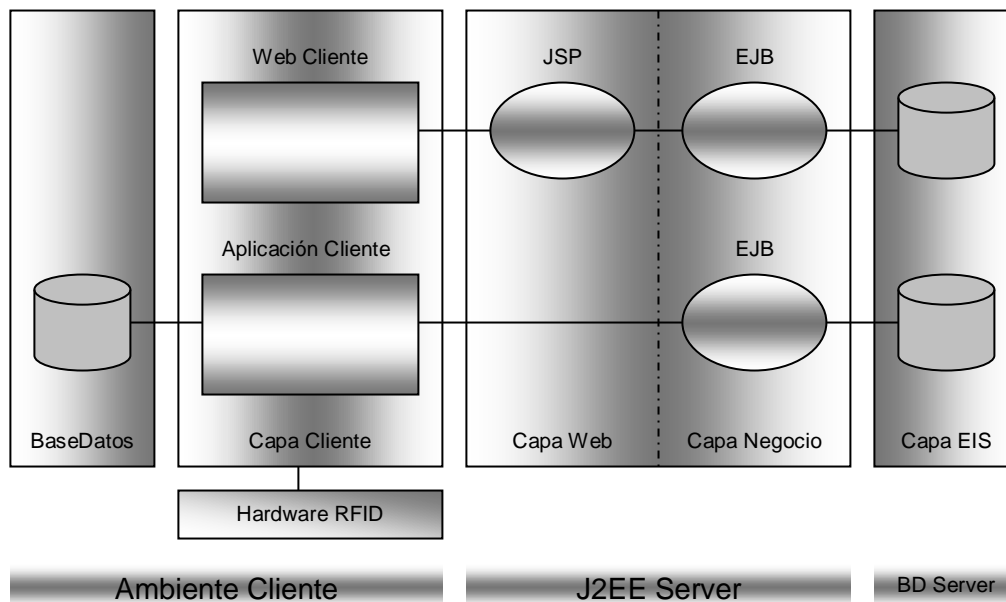 Web Cliente
JSP
EJB
Aplicación Cliente
EJB
BaseDatos
Capa Cliente
Capa Web
Capa Negocio
Capa EIS
Hardware RFID
Ambiente Cliente
J2EE Server
BD Server